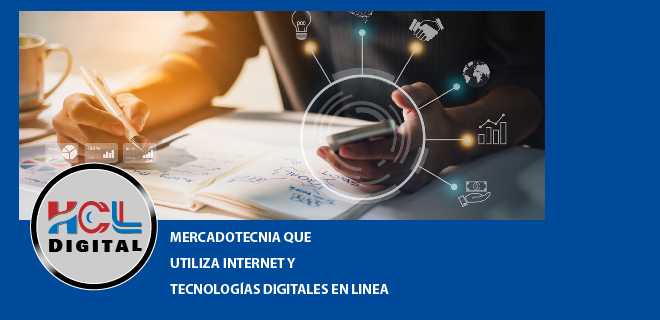 HCL
DIGITAL
MERCADOTECNIA QUE
UTILIZA INTERNET Y
TECNOLOGÍAS DIGITALES EN LINEA